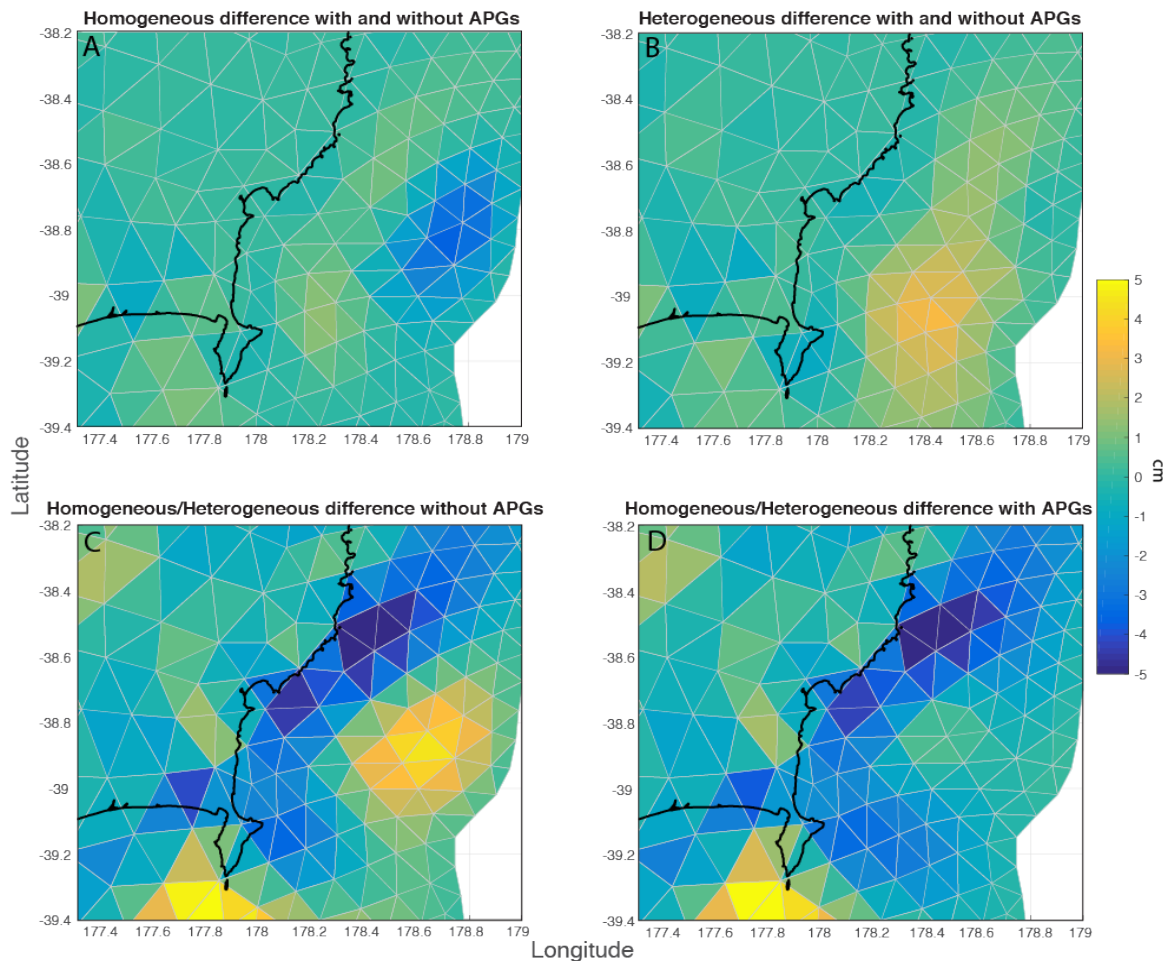 Homogeneous difference with and without APGs
Heterogeneous difference with and without APGs
A
B
-38.2
-38.4
-38.6
-38.8
-39
-39.2
-39.4
177.4 177.6 177.8 178 178.2 178.4 178.6 178.8 179
-38.2
-38.4
-38.6
-38.8
-39
-39.2
-39.4
177.4 177.6 177.8 178 178.2 178.4 178.6 178.8 179
Latitude
5
4
3
2
1
0
-1
-2
-3
-4
-5
cm
Homogeneous/Heterogeneous difference without APGs
Homogeneous/Heterogeneous difference with APGs
C
D
-38.2
-38.4
-38.6
-38.8
-39
-39.2
-39.4
177.4 177.6 177.8 178 178.2 178.4 178.6 178.8 179
-38.2
-38.4
-38.6
-38.8
-39
-39.2
-39.4
177.4 177.6 177.8 178 178.2 178.4 178.6 178.8 179
Longitude